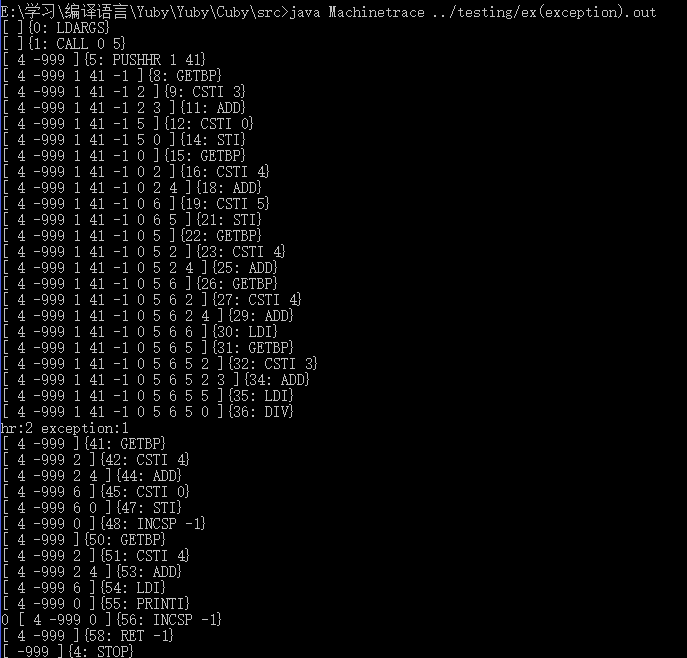 E:\学习\编译语言\Yuby\Yuby\Cuby\src>java Machinetrace ../testing/ex(exception).out
[ ]{0: LDARGS}
[ ]{1: CALL 0 5}
[ 4 -999 ]{5: PUSHHR 1 41}
[ 4 -999 1 41 -1 ]{8: GETBP}
[ 4 -999 1 41 -1 2 ]{9: CSTI 3}
[ 4 -999 1 41 -1 2 3 ]{11: ADD}
[ 4 -999 1 41 -1 5 ]{12: CSTI 0}
[ 4 -999 1 41 -1 5 0 ]{14: STI}
[ 4 -999 1 41 -1 0 ]{15: GETBP}
[ 4 -999 1 41 -1 0 2 ]{16: CSTI 4}
[ 4 -999 1 41 -1 0 2 4 ]{18: ADD}
[ 4 -999 1 41 -1 0 6 ]{19: CSTI 5}
[ 4 -999 1 41 -1 0 6 5 ]{21: STI}
[ 4 -999 1 41 -1 0 5 ]{22: GETBP}
[ 4 -999 1 41 -1 0 5 2 ]{23: CSTI 4}
[ 4 -999 1 41 -1 0 5 2 4 ]{25: ADD}
[ 4 -999 1 41 -1 0 5 6 ]{26: GETBP}
[ 4 -999 1 41 -1 0 5 6 2 ]{27: CSTI 4}
[ 4 -999 1 41 -1 0 5 6 2 4 ]{29: ADD}
[ 4 -999 1 41 -1 0 5 6 6 ]{30: LDI}
[ 4 -999 1 41 -1 0 5 6 5 ]{31: GETBP}
[ 4 -999 1 41 -1 0 5 6 5 2 ]{32: CSTI 3}
[ 4 -999 1 41 -1 0 5 6 5 2 3 ]{34: ADD}
[ 4 -999 1 41 -1 0 5 6 5 5 ]{35: LDI}
[ 4 -999 1 41 -1 0 5 6 5 0 ]{36: DIV}
hr:2 exception:1
[ 4 -999 ]{41: GETBP}
[ 4 -999 2 ]{42: CSTI 4}
[ 4 -999 2 4 ]{44: ADD}
[ 4 -999 6 ]{45: CSTI 0}
[ 4 -999 6 0 ]{47: STI}
[ 4 -999 0 ]{48: INCSP -1}
[ 4 -999 ]{50: GETBP}
[ 4 -999 2 ]{51: CSTI 4}
[ 4 -999 2 4 ]{53: ADD}
[ 4 -999 6 ]{54: LDI}
[ 4 -999 0 ]{55: PRINTI}
0 [ 4 -999 0 ]{56: INCSP -1}
[ 4 -999 ]{58: RET -1}
[ -999 ]{4: STOP}